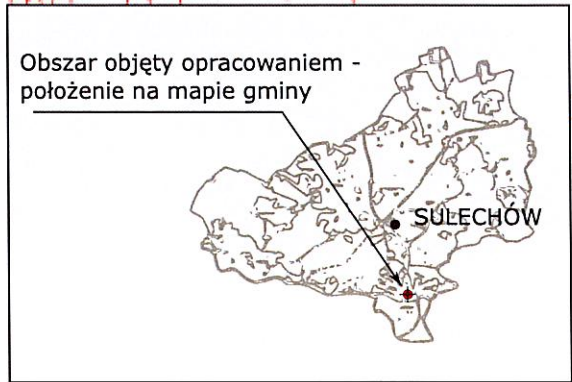 Obszar objęty opracowaniem -
położenie na mapie gminy
SULECHÓW